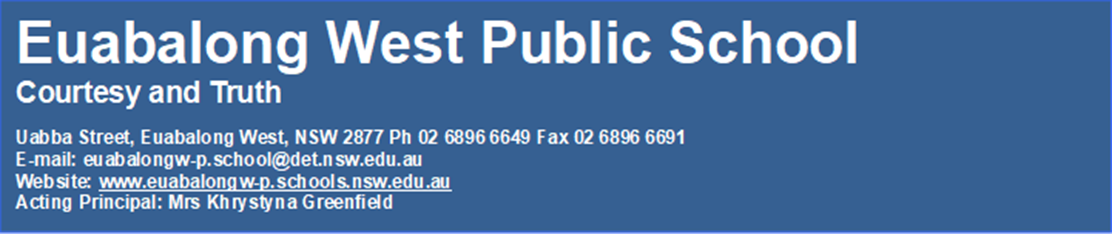 Euabalong West Public School
Courtesy and Truth
Uabba Street, Euabalong West, NSW 2877 Ph 02 6896 6649 Fax 02 6896 6691
E-mail: euabalongw-p.school@det.nsw.edu.au
Website: www.euabalongw-p.schools.nsw.edu.au
Acting Principal: Mrs Khrystyna Greenfield